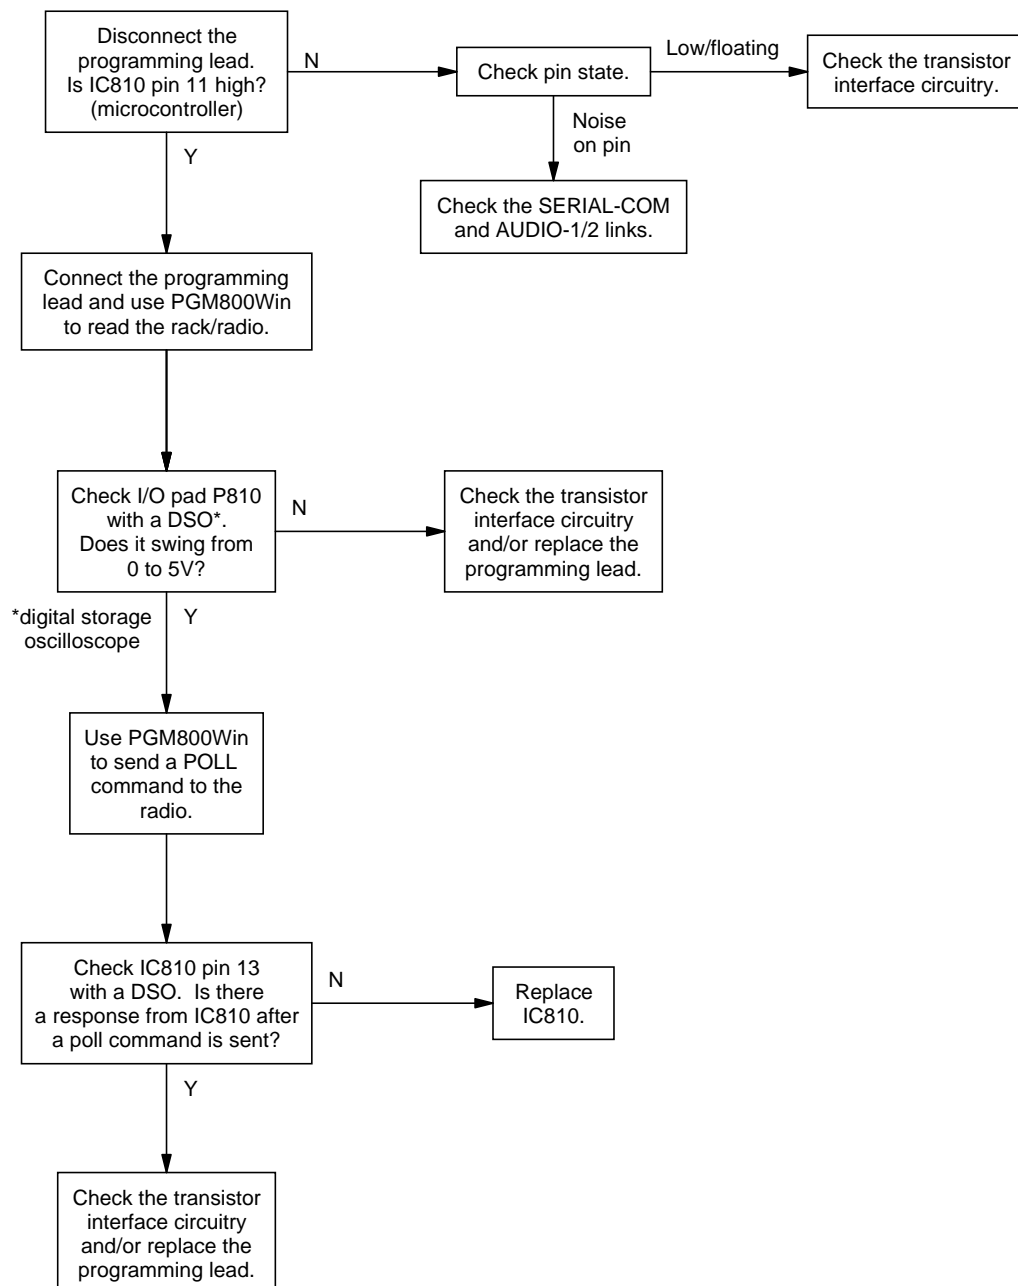 Disconnect the
programming lead.
Is IC810 pin 11 high?
(microcontroller)
N
Check pin state.
Low/floating
Check the transistor
interface circuitry.
Y
Noise
on pin
Check the SERIAL-COM
and AUDIO-1/2 links.
Connect the programming
lead and use PGM800Win
to read the rack/radio.
Check I/O pad P810
with a DSO*.
Does it swing from
0 to 5V?
N
Check the transistor
interface circuitry
and/or replace the
programming lead.
*digital storage
oscilloscope
Y
Use PGM800Win
to send a POLL
command to the
radio.
Check IC810 pin 13
with a DSO.  Is there
a response from IC810 after
a poll command is sent?
N
Replace
IC810.
Y
Check the transistor
interface circuitry
and/or replace the
programming lead.